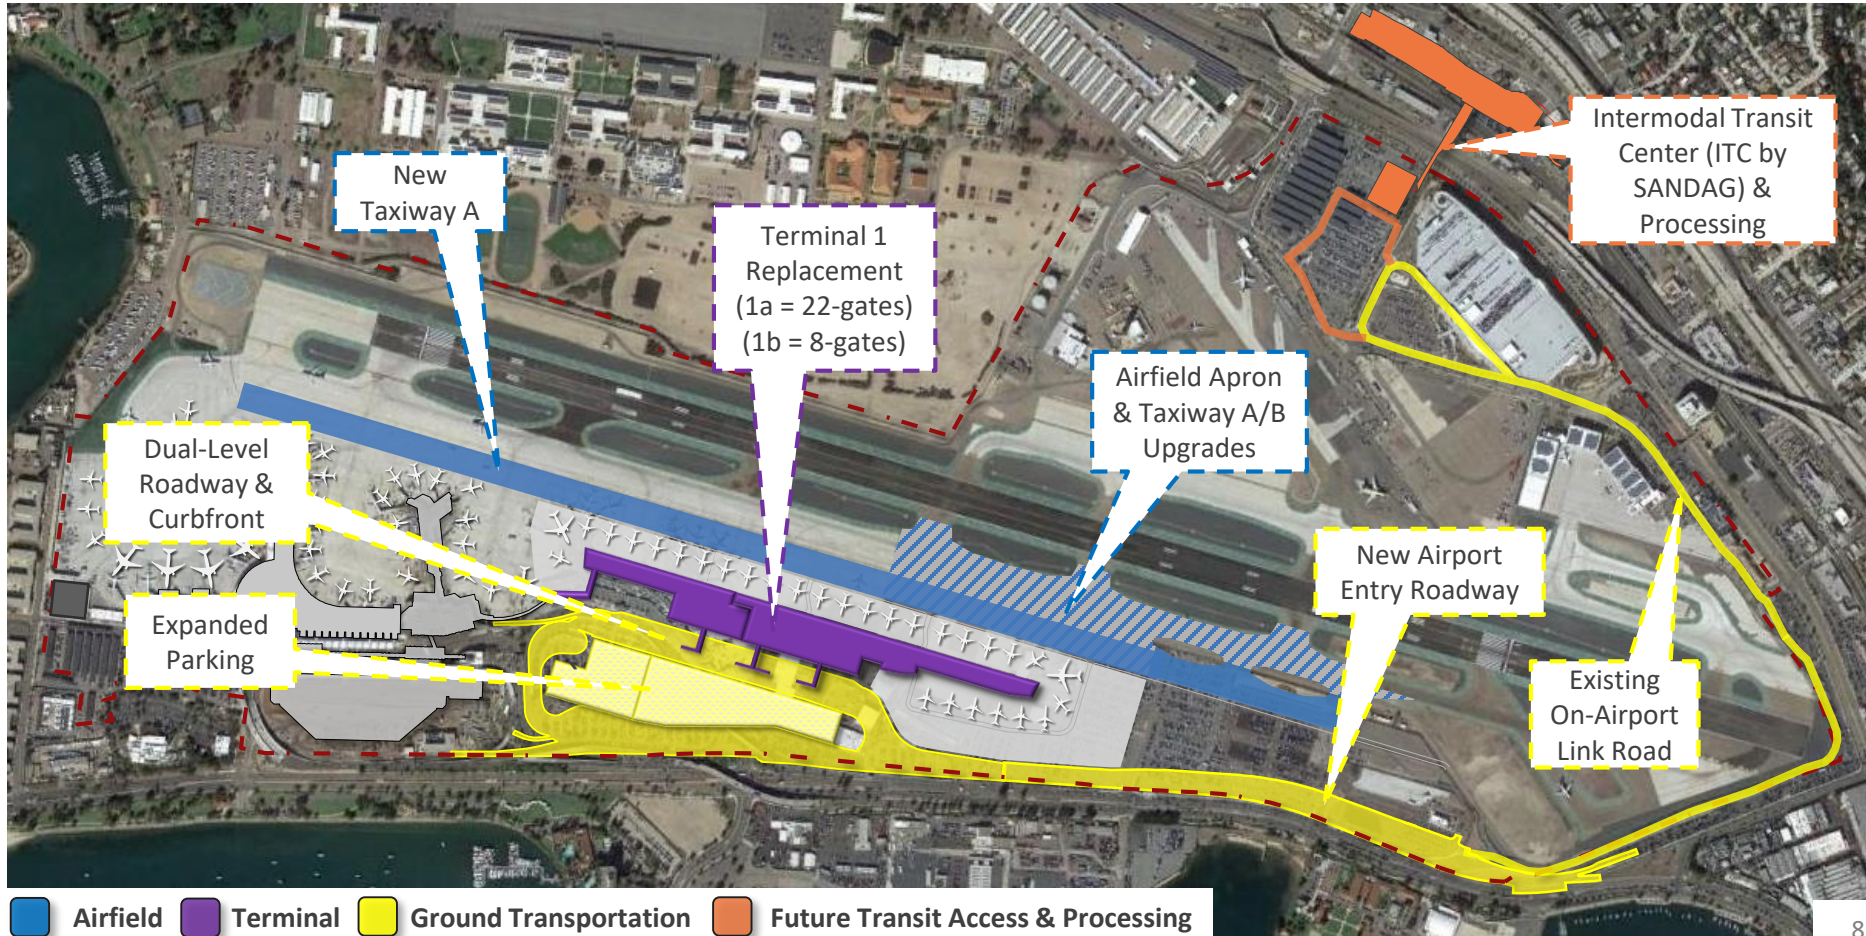 Intermodal Transit
Center (ITC by
SANDAG) &
Processing
New
Taxiway A
Terminal 1
Replacement
(1a = 22-gates)
(1b = 8-gates)
Airfield Apron
& Taxiway A/B
Upgrades
Dual-Level
Roadway &
Curbfront
New Airport
Entry Roadway
Expanded
Parking
Existing
On-Airport
Link Road
Airfield
Terminal
Ground Transportation
Future Transit Access & Processing
8